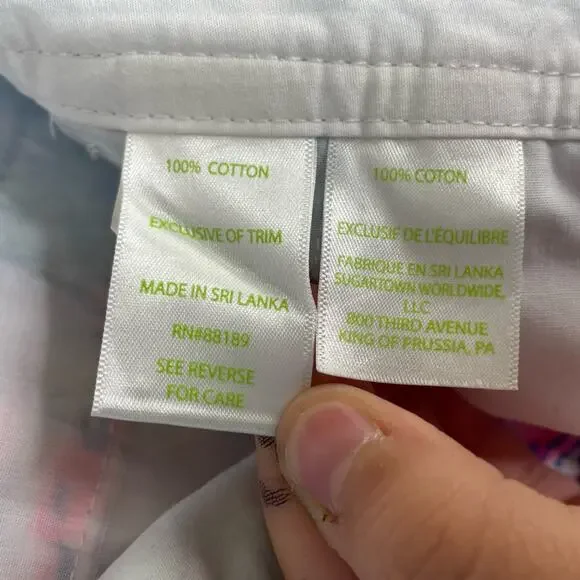 100% COTTON
EXCLUSIVE OF TRIM
MADE IN SRI LANKA
RN#88189
SEE REVERSE
FOR CARE
100% COTON
EXCLUSIF DE L'ÉQUILIBRE
FABRIQUE EN SRI LANKA
SUGARTOWN WORLDWIDE,
LLC
800 THIRD AVENUE
KING OF PRUSSIA, PA